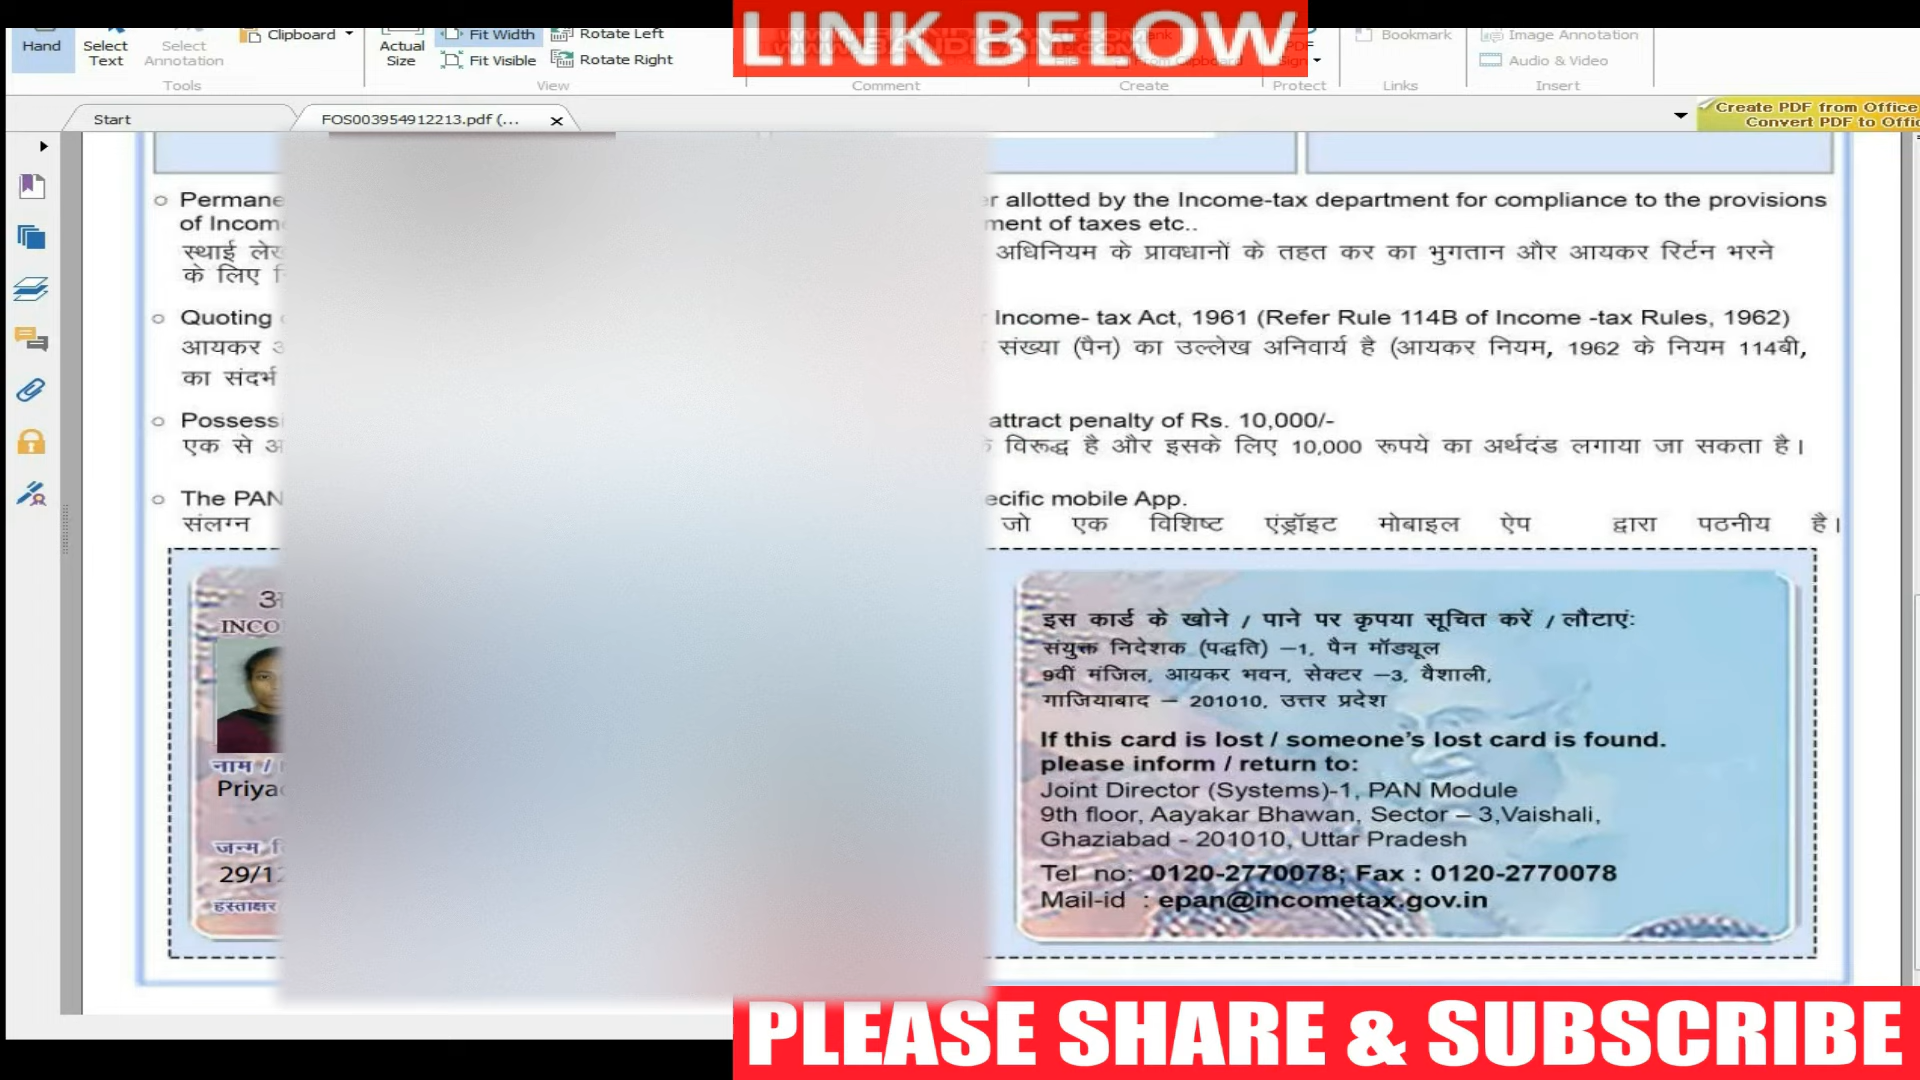 LINK BELOW
Hand
Select Text
Select Annotation
Clipboard
Actual Size
Fit Width
Fit Visible
Rotate Left
Rotate Right
From Clipboard
PDF
Sign
Bookmark
Image Annotation
Audio & Video
Tools
View
Comment
Create
Protect
Links
Insert
Start
FOS003954912213.pdf (...
Create PDF from Office
Convert PDF to Offic
allotted by the Income-tax department for compliance to the provisions
of Incom ment of taxes etc..
स्थाई अधिनियम के प्रावधानों के तहत कर का भुगतान और आयकर रिर्टन भरने
के लिए
Quoting Income- tax Act, 1961 (Refer Rule 114B of Income -tax Rules, 1962)
आयकर संख्या (पैन) का उल्लेख अनिवार्य है (आयकर नियम, 1962 के नियम 114बी,
का संदर्भ
Possessi attract penalty of Rs. 10,000/-
एक से विरूद्ध है और इसके लिए 10,000 रूपये का अर्थदंड लगाया जा सकता है।
The PAN ecific mobile App.
संलग्न जो एक विशिष्ट एंड्रॉइट मोबाइल ऐप द्वारा पठनीय है।
INCO
नाम /
Priya
जन्म
29/12
हस्ताक्षर
इस कार्ड के खोने / पाने पर कृपया सूचित करें / लौटाएं:
संयुक्त निदेशक (पद्धति) –1, पैन मॉड्यूल
9वीं मंजिल, आयकर भवन, सेक्टर –3, वैशाली,
गाजियाबाद – 201010, उत्तर प्रदेश
If this card is lost / someone's lost card is found.
please inform / return to:
Joint Director (Systems)-1, PAN Module
9th floor, Aayakar Bhawan, Sector – 3,Vaishali,
Ghaziabad - 201010, Uttar Pradesh
Tel no: 0120-2770078; Fax : 0120-2770078
Mail-id : epan@incometax.gov.in
PLEASE SHARE & SUBSCRIBE